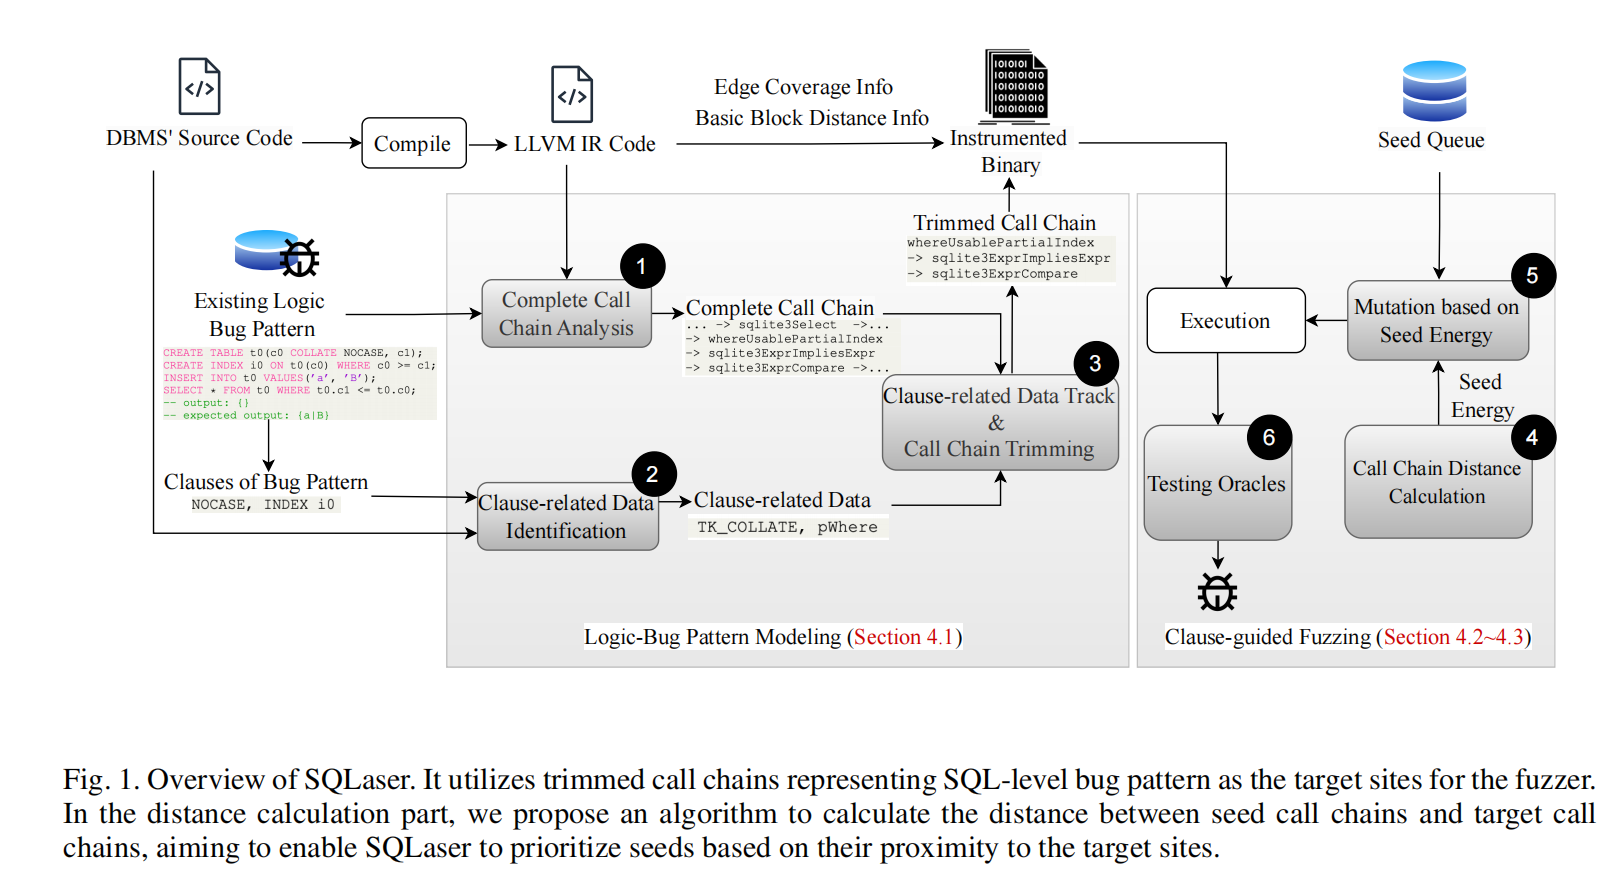 DBMS' Source Code
Compile
LLVM IR Code
Edge Coverage Info
Basic Block Distance Info
Instrumented
Binary
Seed Queue
Existing Logic
Bug Pattern
CREATE TABLE t0(c0 COLLATE NOCASE, c1);
CREATE INDEX i0 ON t0(c0) WHERE c0 >= c1;
INSERT INTO t0 VALUES('a', 'B');
SELECT * FROM t0 WHERE t0.c1 <= t0.c0;
-- output: {}
-- expected output: {a|B}
Clauses of Bug Pattern
NOCASE, INDEX i0
1
Complete Call
Chain Analysis
Complete Call Chain
... -> sqlite3Select ->...
-> whereUsablePartialIndex
-> sqlite3ExprImpliesExpr
-> sqlite3ExprCompare ->...
2
Clause-related Data
Identification
Clause-related Data
TK_COLLATE, pWhere
3
Clause-related Data Track
&
Call Chain Trimming
Trimmed Call Chain
whereUsablePartialIndex
-> sqlite3ExprImpliesExpr
-> sqlite3ExprCompare
Logic-Bug Pattern Modeling (Section 4.1)
Execution
5
Mutation based on
Seed Energy
Seed
Energy
4
Call Chain Distance
Calculation
6
Testing Oracles
Clause-guided Fuzzing (Section 4.2~4.3)
Fig. 1. Overview of SQLaser. It utilizes trimmed call chains representing SQL-level bug pattern as the target sites for the fuzzer.
In the distance calculation part, we propose an algorithm to calculate the distance between seed call chains and target call
chains, aiming to enable SQLaser to prioritize seeds based on their proximity to the target sites.